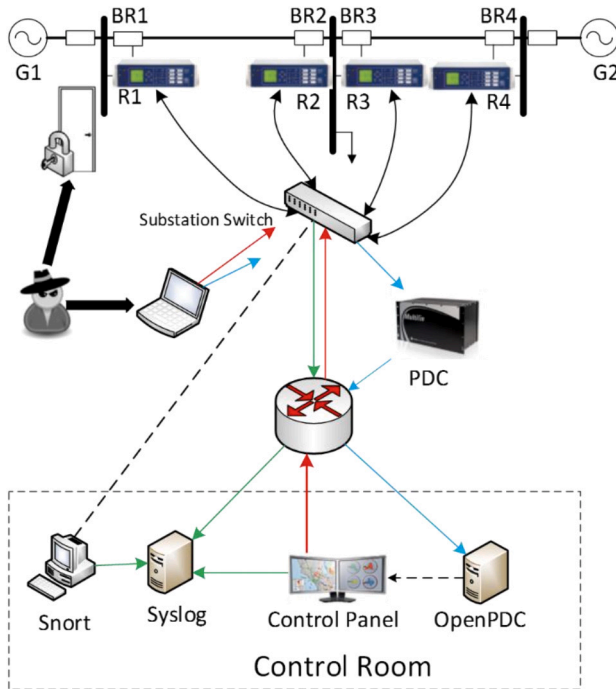 BR1 BR2 BR3 BR4
G1 G2
R1 R2 R3 R4
Substation Switch
Multilin
PDC
Snort Syslog Control Panel OpenPDC
Control Room